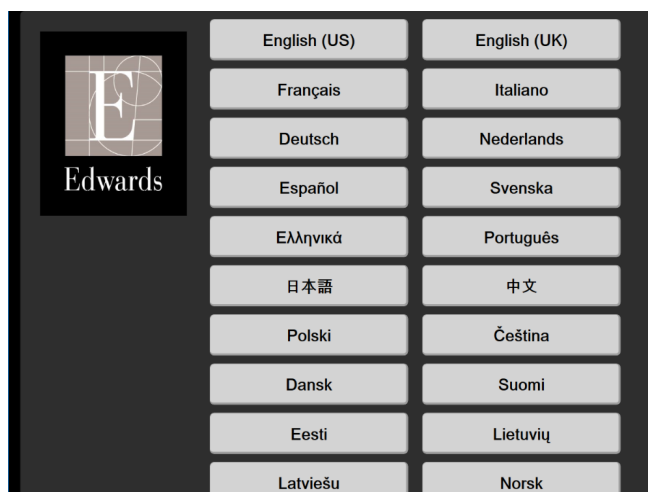 E
Edwards
English (US)
English (UK)
Français
Italiano
Deutsch
Nederlands
Español
Svenska
Ελληνικά
Português
日本語
中文
Polski
Čeština
Dansk
Suomi
Eesti
Lietuvių
Latviešu
Norsk